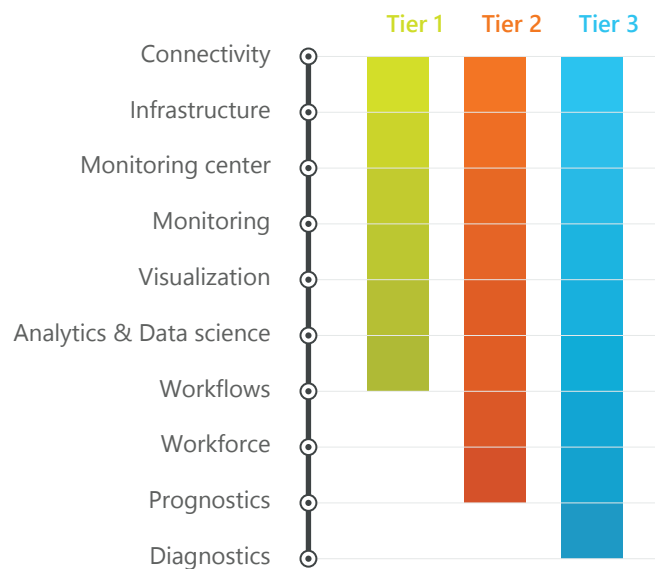 Tier 1 Tier 2 Tier 3
Connectivity
Infrastructure
Monitoring center
Monitoring
Visualization
Analytics & Data science
Workflows
Workforce
Prognostics
Diagnostics